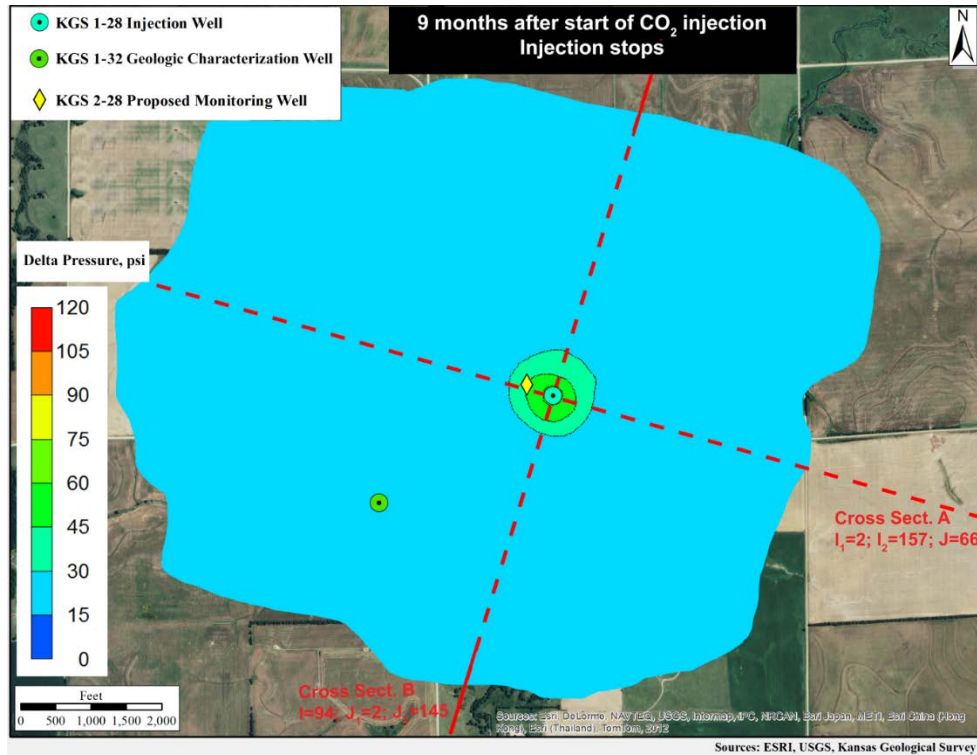 KGS 1-28 Injection Well
KGS 1-32 Geologic Characterization Well
KGS 2-28 Proposed Monitoring Well
9 months after start of CO₂ injection
Injection stops
N
Delta Pressure, psi
120
105
90
75
60
45
30
15
0
Cross Sect. A
I₁=2; I₂=157; J=66
Cross Sect. B
I=94; J₁=2; J₂=145
Feet
0 500 1,000 1,500 2,000
Sources: Esri, DeLorme, NAVTEQ, USGS, Intermap, iPC, NRCAN, Esri Japan, METI, Esri China (Hong
Kong), Esri (Thailand), TomTom, 2012
Sources: ESRI, USGS, Kansas Geological Survey